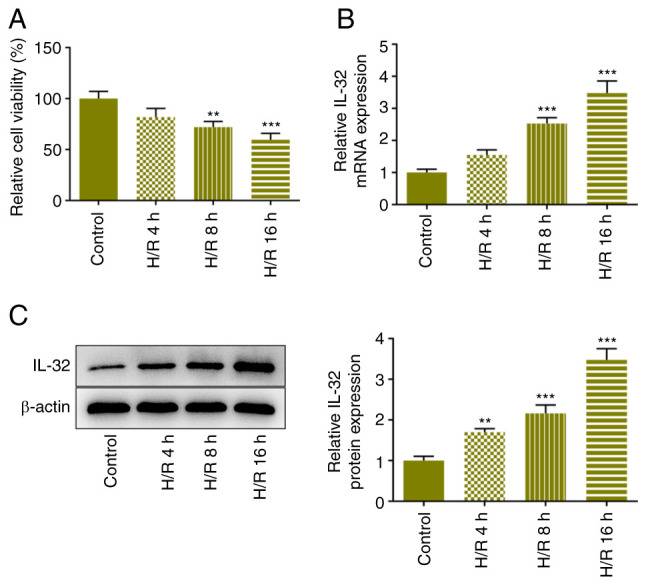 A
Relative cell viability (%)
150
100
50
0
**
***
Control
H/R 4 h
H/R 8 h
H/R 16 h
B
Relative IL-32
mRNA expression
5
4
3
2
1
0
***
***
Control
H/R 4 h
H/R 8 h
H/R 16 h
C
IL-32
β-actin
Control
H/R 4 h
H/R 8 h
H/R 16 h
Relative IL-32
protein expression
4
3
2
1
0
**
***
***
Control
H/R 4 h
H/R 8 h
H/R 16 h